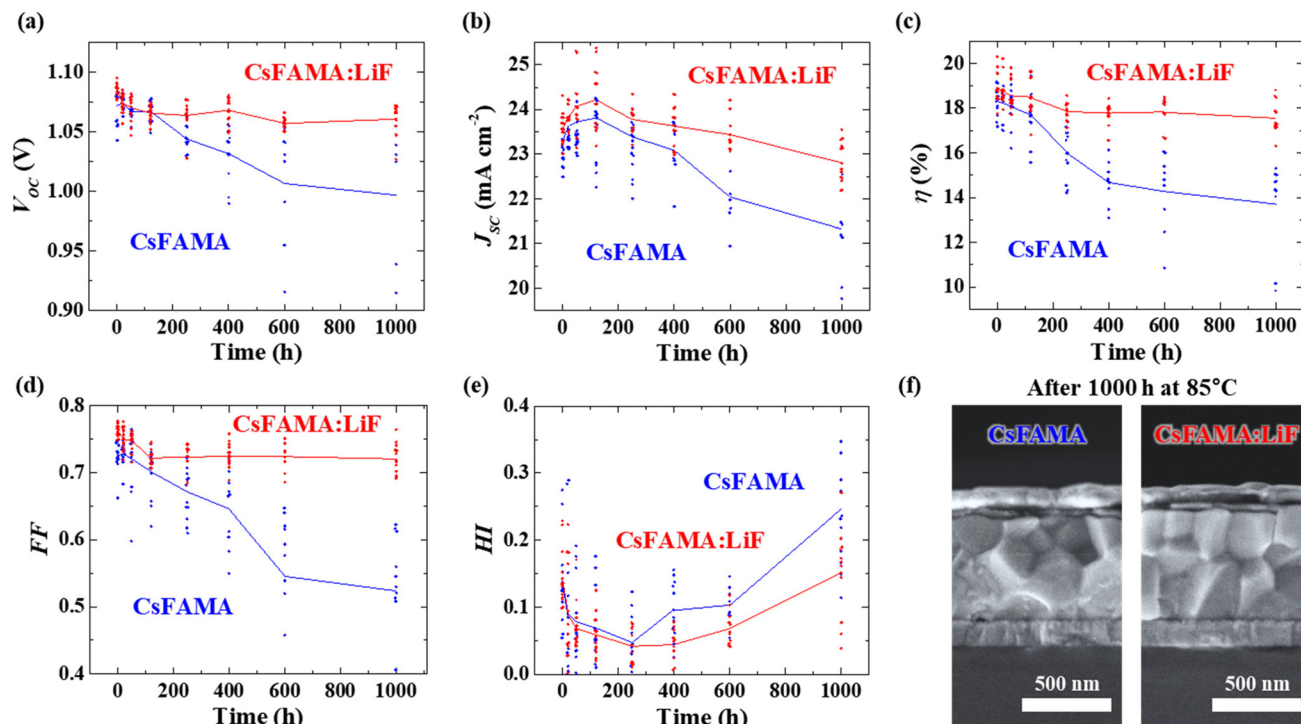 (a)
1.10
1.05
1.00
0.95
0.90
V_OC (V)
CsFAMA:LiF
CsFAMA
0 200 400 600 800 1000
Time (h)
(b)
25
24
23
22
21
20
J_SC (mA cm⁻²)
CsFAMA:LiF
CsFAMA
0 200 400 600 800 1000
Time (h)
(c)
20
18
16
14
12
10
η (%)
CsFAMA:LiF
CsFAMA
0 200 400 600 800 1000
Time (h)
(d)
0.8
0.7
0.6
0.5
0.4
FF
CsFAMA:LiF
CsFAMA
0 200 400 600 800 1000
Time (h)
(e)
0.4
0.3
0.2
0.1
0.0
HI
CsFAMA
CsFAMA:LiF
0 200 400 600 800 1000
Time (h)
(f)
After 1000 h at 85°C
CsFAMA
CsFAMA:LiF
500 nm
500 nm